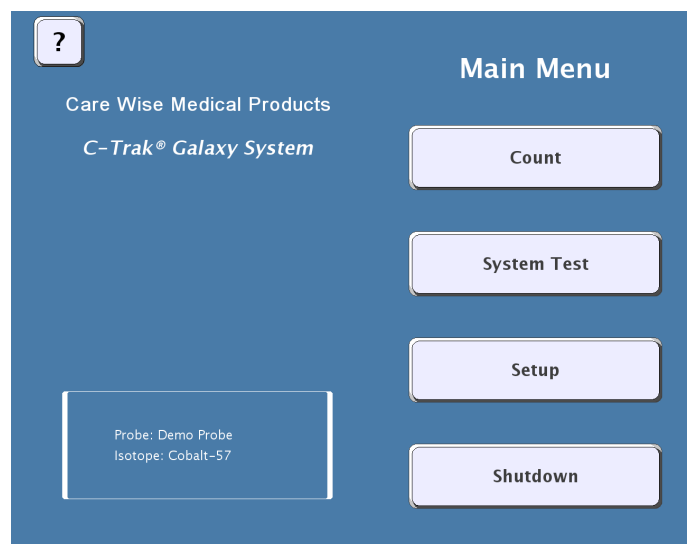 ?
Care Wise Medical Products
C-Trak® Galaxy System
Probe: Demo Probe
Isotope: Cobalt-57
Main Menu
Count
System Test
Setup
Shutdown